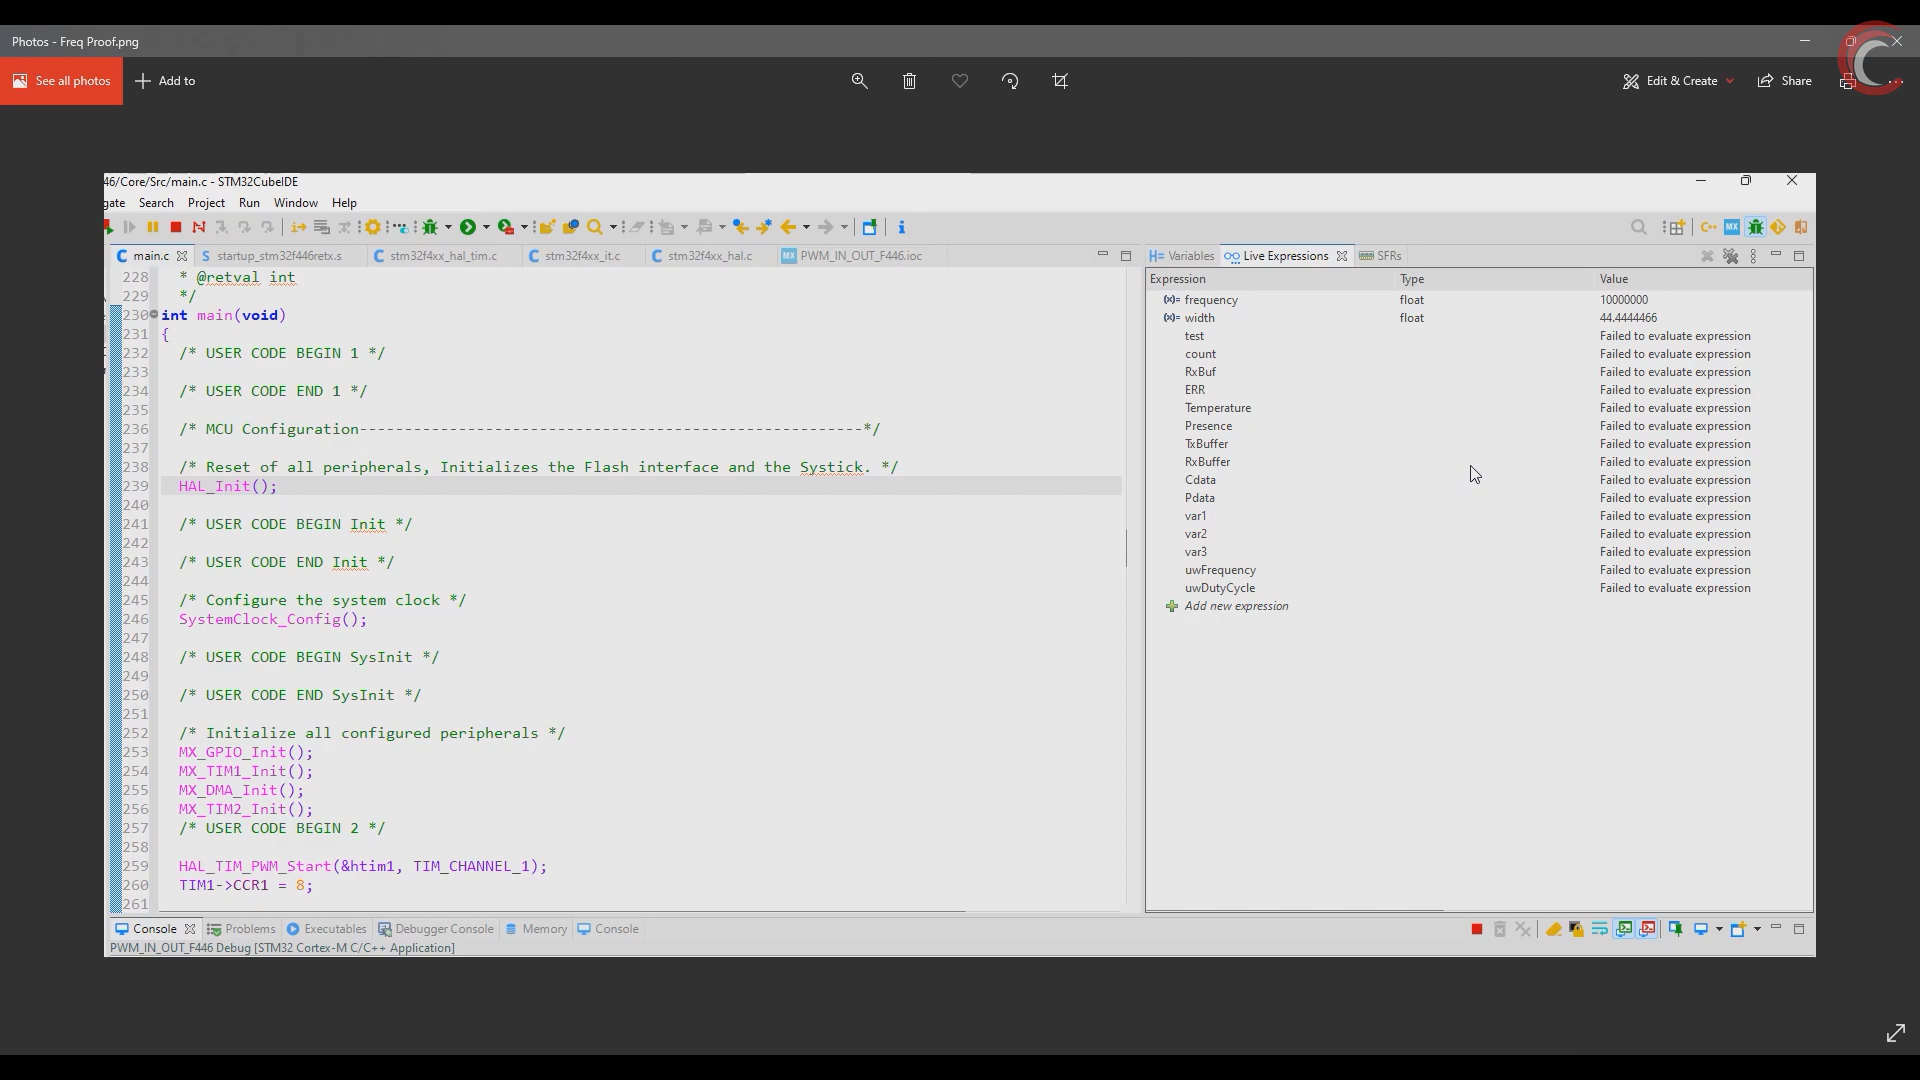 Photos - Freq Proof.png
See all photos
Add to
Edit & Create
Share
46/Core/Src/main.c - STM32CubeIDE
gate Search Project Run Window Help
main.c startup_stm32f446retx.s stm32f4xx_hal_tim.c stm32f4xx_it.c stm32f4xx_hal.c PWM_IN_OUT_F446.ioc
228 * @retval int
229 */
230 int main(void)
231 {
232 /* USER CODE BEGIN 1 */
233
234 /* USER CODE END 1 */
235
236 /* MCU Configuration--------------------------------------------------------*/
237
238 /* Reset of all peripherals, Initializes the Flash interface and the Systick. */
239 HAL_Init();
240
241 /* USER CODE BEGIN Init */
242
243 /* USER CODE END Init */
244
245 /* Configure the system clock */
246 SystemClock_Config();
247
248 /* USER CODE BEGIN SysInit */
249
250 /* USER CODE END SysInit */
251
252 /* Initialize all configured peripherals */
253 MX_GPIO_Init();
254 MX_TIM1_Init();
255 MX_DMA_Init();
256 MX_TIM2_Init();
257 /* USER CODE BEGIN 2 */
258
259 HAL_TIM_PWM_Start(&htim1, TIM_CHANNEL_1);
260 TIM1->CCR1 = 8;
261
Variables Live Expressions SFRs
Expression Type Value
frequency float 10000000
width float 44.4444466
test Failed to evaluate expression
count Failed to evaluate expression
RxBuf Failed to evaluate expression
ERR Failed to evaluate expression
Temperature Failed to evaluate expression
Presence Failed to evaluate expression
TxBuffer Failed to evaluate expression
RxBuffer Failed to evaluate expression
Cdata Failed to evaluate expression
Pdata Failed to evaluate expression
var1 Failed to evaluate expression
var2 Failed to evaluate expression
var3 Failed to evaluate expression
uwFrequency Failed to evaluate expression
uwDutyCycle Failed to evaluate expression
Add new expression
Console Problems Executables Debugger Console Memory Console
PWM_IN_OUT_F446 Debug [STM32 Cortex-M C/C++ Application]